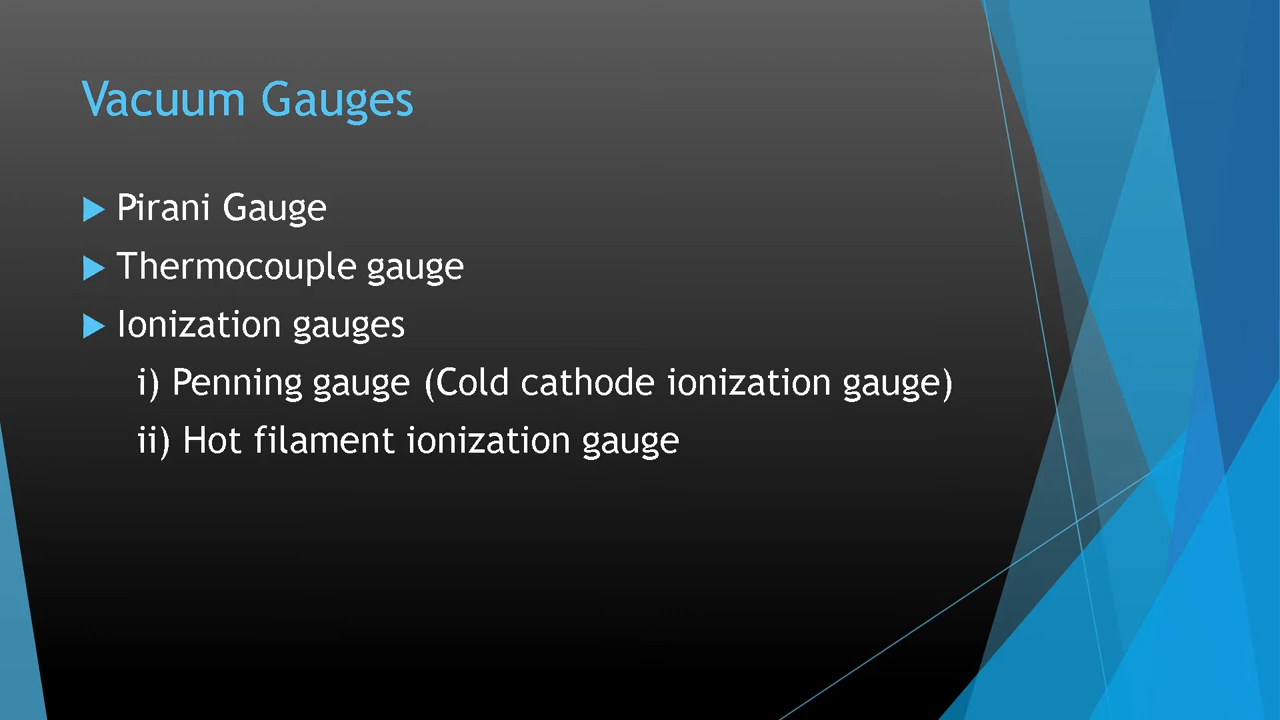 Vacuum Gauges
Pirani Gauge
Thermocouple gauge
Ionization gauges
i) Penning gauge (Cold cathode ionization gauge)
ii) Hot filament ionization gauge